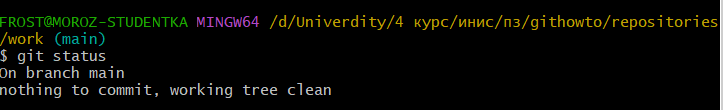 FROST@MOROZ-STUDENTKA MINGW64 /d/Univerdity/4 курс/инис/пз/githowto/repositories
/work (main)
$ git status
On branch main
nothing to commit, working tree clean